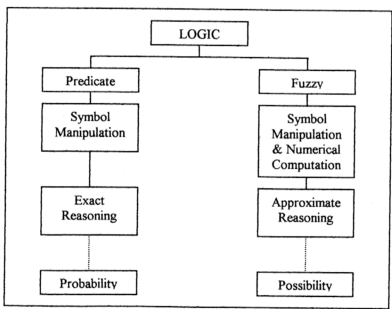 LOGIC
Predicate
Fuzzy
Symbol
Manipulation
Symbol
Manipulation
& Numerical
Computation
Exact
Reasoning
Approximate
Reasoning
Probability
Possibility